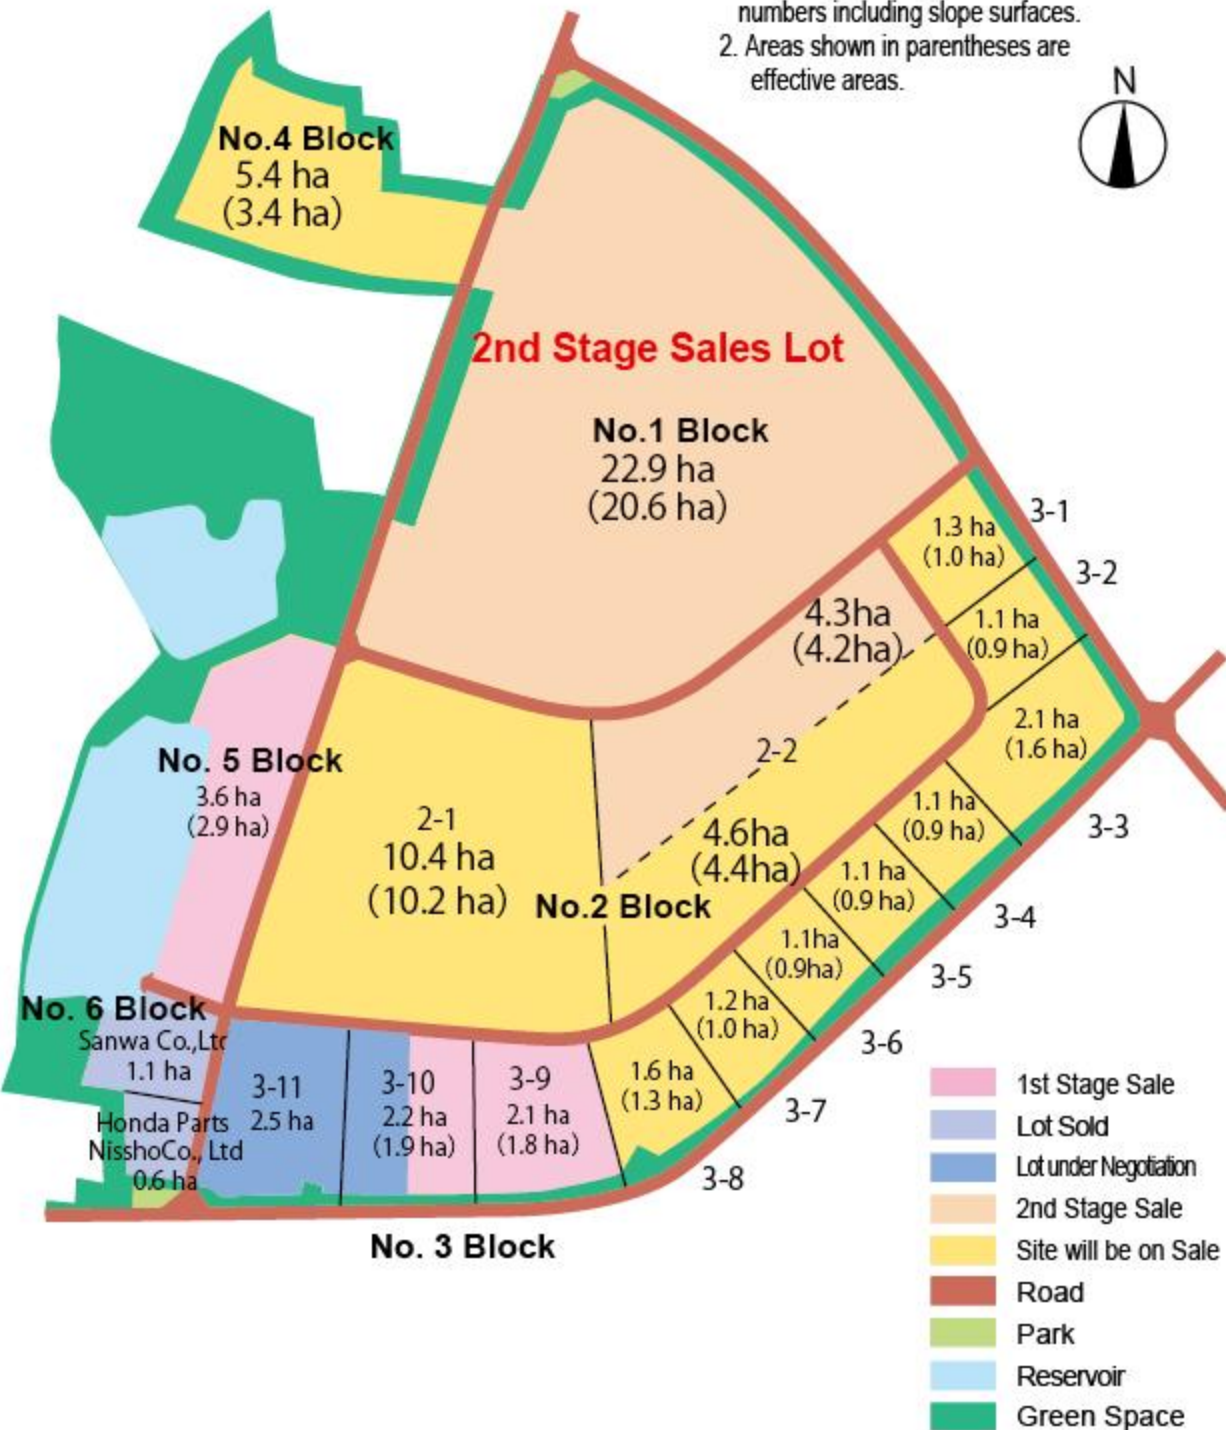 numbers including slope surfaces.
2. Areas shown in parentheses are
effective areas.
N
No.4 Block
5.4 ha
(3.4 ha)
2nd Stage Sales Lot
No.1 Block
22.9 ha
(20.6 ha)
3-1
1.3 ha
(1.0 ha)
3-2
1.1 ha
(0.9 ha)
4.3ha
(4.2ha)
2.1 ha
(1.6 ha)
2-2
No. 5 Block
3.6 ha
(2.9 ha)
2-1
10.4 ha
(10.2 ha)
4.6ha
(4.4ha)
No.2 Block
1.1 ha
(0.9 ha)
3-3
1.1 ha
(0.9 ha)
3-4
1.1ha
(0.9ha)
3-5
1.2 ha
(1.0 ha)
3-6
1.6 ha
(1.3 ha)
3-7
3-8
No. 6 Block
Sanwa Co.,Ltd
1.1 ha
Honda Parts
NisshoCo., Ltd
0.6 ha
3-11
2.5 ha
3-10
2.2 ha
(1.9 ha)
3-9
2.1 ha
(1.8 ha)
No. 3 Block
1st Stage Sale
Lot Sold
Lot under Negotiation
2nd Stage Sale
Site will be on Sale
Road
Park
Reservoir
Green Space